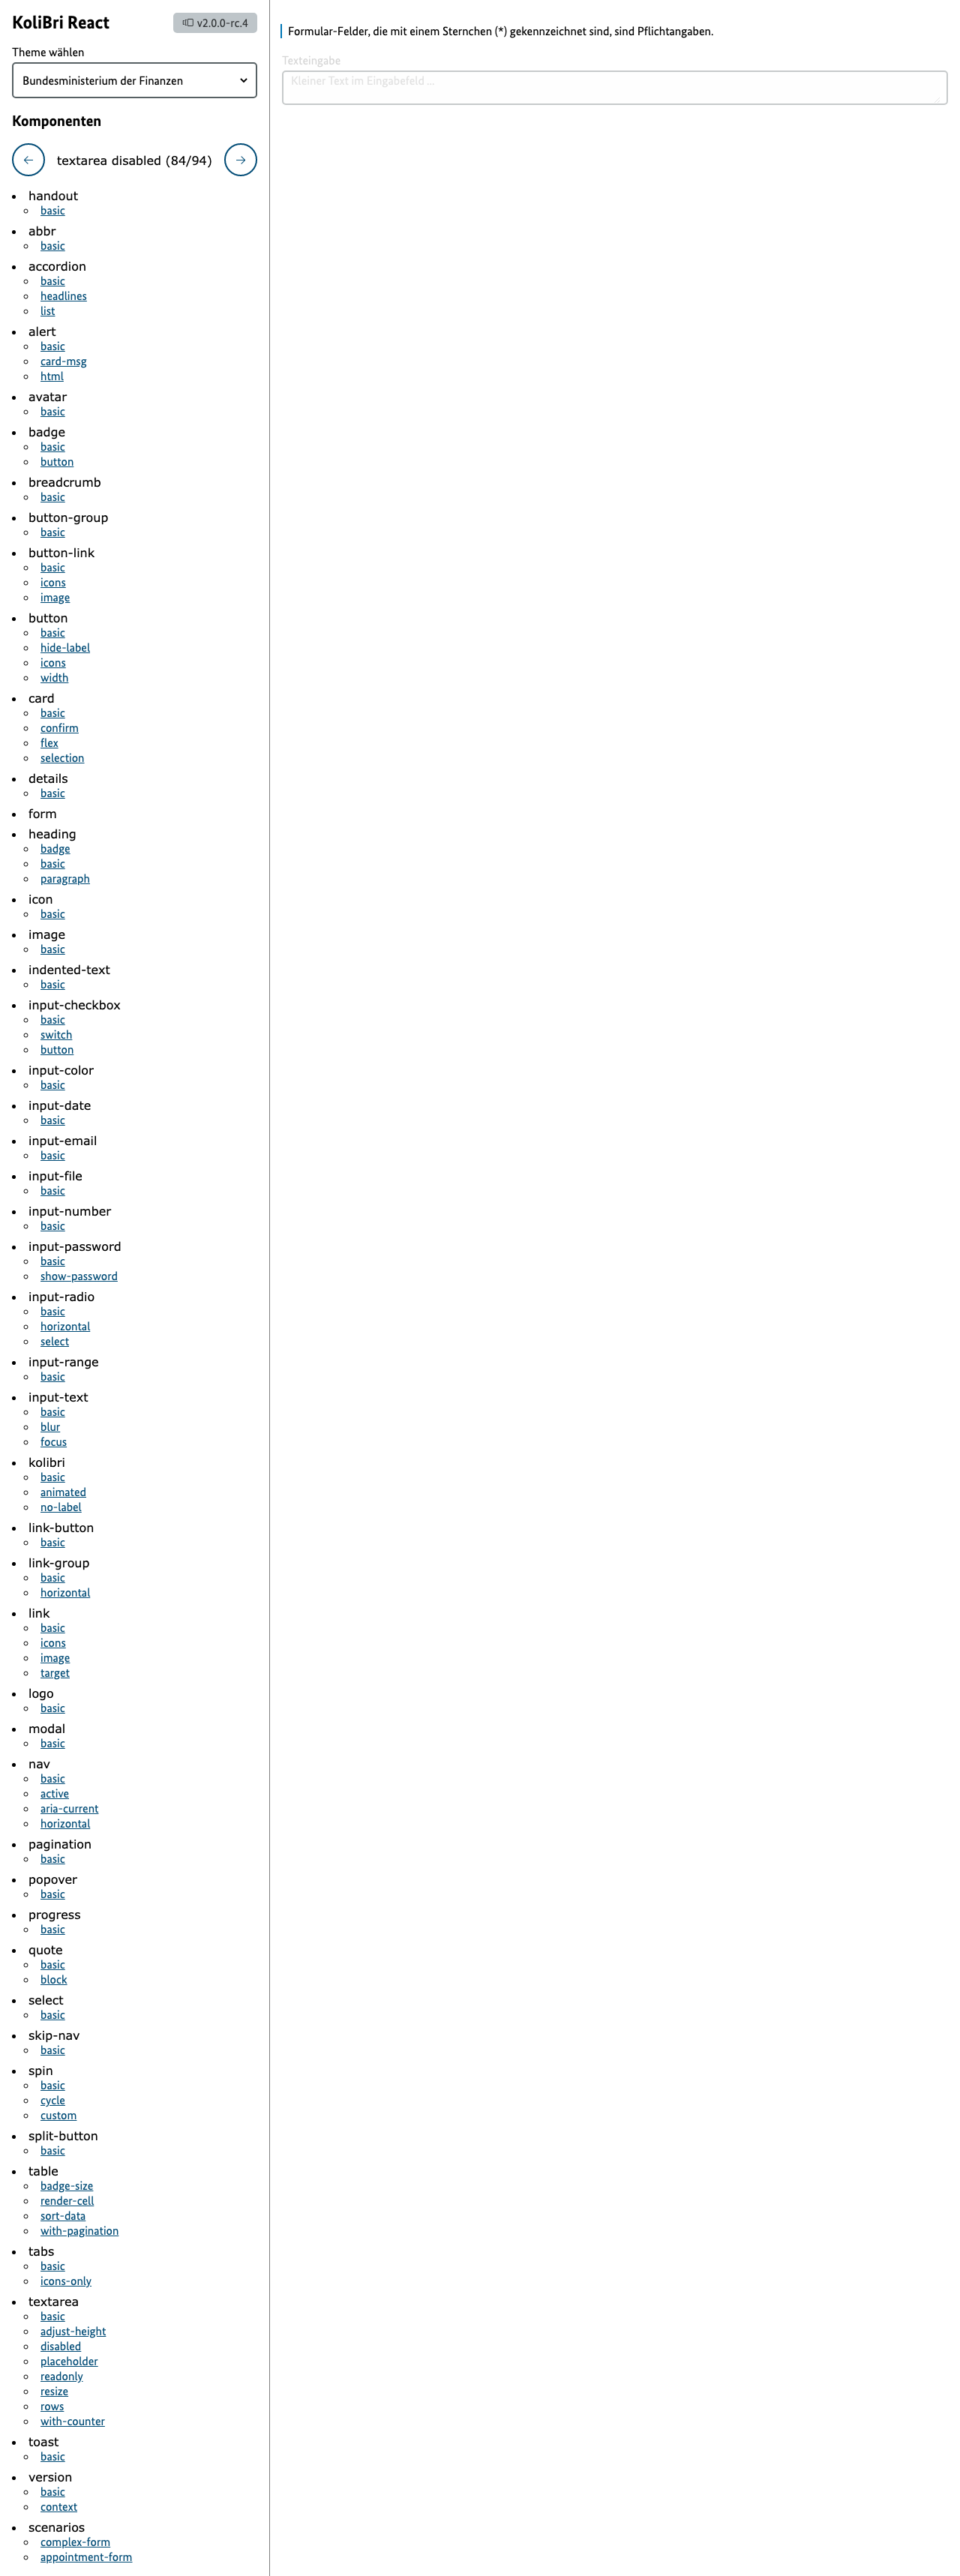 KoliBri React
v2.0.0-rc.4
Theme wählen
Bundesministerium der Finanzen
Komponenten
textarea disabled (84/94)
handout
basic
abbr
basic
accordion
basic
headlines
list
alert
basic
card-msg
html
avatar
basic
badge
basic
button
breadcrumb
basic
button-group
basic
button-link
basic
icons
image
button
basic
hide-label
icons
width
card
basic
confirm
flex
selection
details
basic
form
heading
badge
basic
paragraph
icon
basic
image
basic
indented-text
basic
input-checkbox
basic
switch
button
input-color
basic
input-date
basic
input-email
basic
input-file
basic
input-number
basic
input-password
basic
show-password
input-radio
basic
horizontal
select
input-range
basic
input-text
basic
blur
focus
kolibri
basic
animated
no-label
link-button
basic
link-group
basic
horizontal
link
basic
icons
image
target
logo
basic
modal
basic
nav
basic
active
aria-current
horizontal
pagination
basic
popover
basic
progress
basic
quote
basic
block
select
basic
skip-nav
basic
spin
basic
cycle
custom
split-button
basic
table
badge-size
render-cell
sort-data
with-pagination
tabs
basic
icons-only
textarea
basic
adjust-height
disabled
placeholder
readonly
resize
rows
with-counter
toast
basic
version
basic
context
scenarios
complex-form
appointment-form
Formular-Felder, die mit einem Sternchen (*) gekennzeichnet sind, sind Pflichtangaben.
Texteingabe
Kleiner Text im Eingabefeld ...